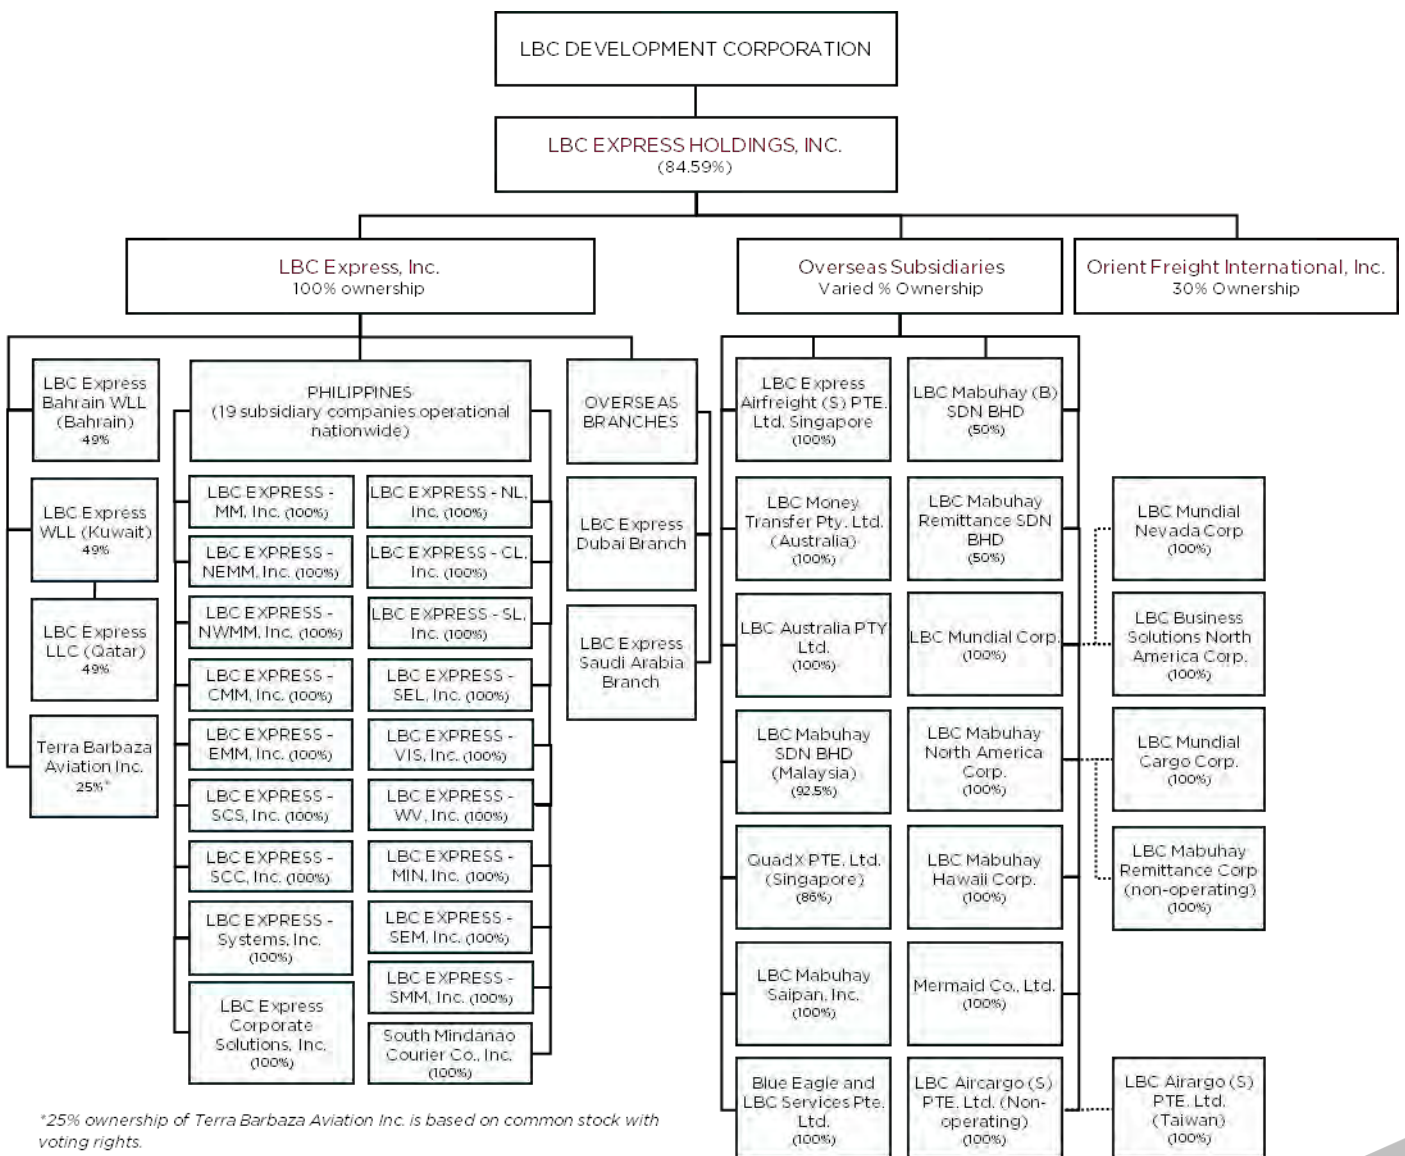 LBC DEVELOPMENT CORPORATION
LBC EXPRESS HOLDINGS, INC.
(84.59%)
LBC Express, Inc.
100% ownership
Overseas Subsidiaries
Varied % Ownership
Orient Freight International, Inc.
30% Ownership
LBC Express
Bahrain WLL
(Bahrain)
49%
LBC Express
WLL (Kuwait)
49%
LBC Express
LLC (Qatar)
49%
Terra Barbaza
Aviation Inc.
25%*
PHILIPPINES
(19 subsidiary companies operational
nationwide)
LBC EXPRESS -
MM, Inc. (100%)
LBC EXPRESS -
NEMM, Inc. (100%)
LBC EXPRESS -
NWMM, Inc. (100%)
LBC EXPRESS -
CMM, Inc. (100%)
LBC EXPRESS -
EMM, Inc. (100%)
LBC EXPRESS -
SCS, Inc. (100%)
LBC EXPRESS -
SCC, Inc. (100%)
LBC EXPRESS -
Systems, Inc.
(100%)
LBC Express
Corporate
Solutions, Inc.
(100%)
LBC EXPRESS - NL,
Inc. (100%)
LBC EXPRESS - CL,
Inc. (100%)
LBC EXPRESS - SL,
Inc. (100%)
LBC EXPRESS -
SEL, Inc. (100%)
LBC EXPRESS -
VIS, Inc. (100%)
LBC EXPRESS -
WV, Inc. (100%)
LBC EXPRESS -
MIN, Inc. (100%)
LBC EXPRESS -
SEM, Inc. (100%)
LBC EXPRESS -
SMM, Inc. (100%)
South Mindanao
Courier Co., Inc.
(100%)
OVERSEAS
BRANCHES
LBC Express
Dubai Branch
LBC Express
Saudi Arabia
Branch
LBC Express
Airfreight (S) PTE.
Ltd. Singapore
(100%)
LBC Money
Transfer Pty. Ltd.
(Australia)
(100%)
LBC Australia PTY
Ltd.
(100%)
LBC Mabuhay
SDN BHD
(Malaysia)
(92.5%)
QuadX PTE. Ltd.
(Singapore)
(86%)
LBC Mabuhay
Saipan, Inc.
(100%)
Blue Eagle and
LBC Services Pte.
Ltd.
(100%)
LBC Mabuhay (B)
SDN BHD
(50%)
LBC Mabuhay
Remittance SDN
BHD
(50%)
LBC Mundial Corp.
(100%)
LBC Mabuhay
North America
Corp.
(100%)
LBC Mabuhay
Hawaii Corp.
(100%)
Mermaid Co., Ltd.
(100%)
LBC Aircargo (S)
PTE. Ltd. (Non-
operating)
(100%)
LBC Mundial
Nevada Corp
(100%)
LBC Business
Solutions North
America Corp.
(100%)
LBC Mundial
Cargo Corp.
(100%)
LBC Mabuhay
Remittance Corp
(non-operating)
(100%)
LBC Airargo (S)
PTE. Ltd.
(Taiwan)
(100%)
*25% ownership of Terra Barbaza Aviation Inc. is based on common stock with
voting rights.